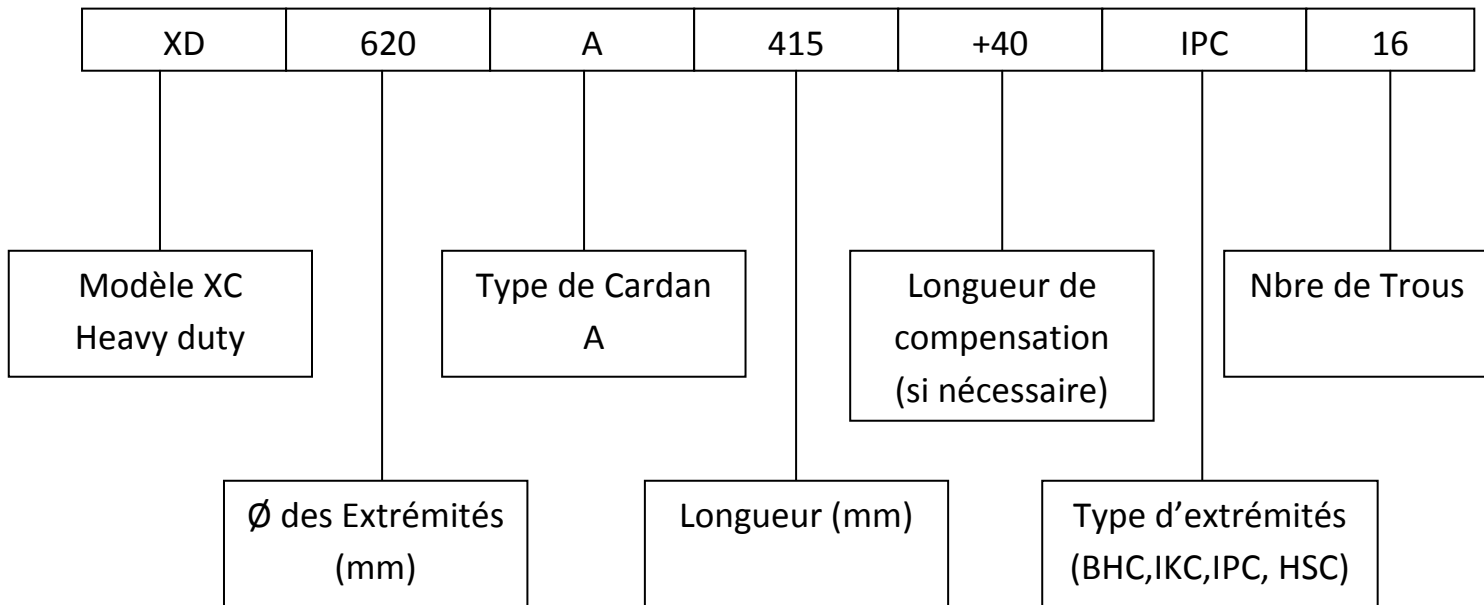 XD 620 A 415 +40 IPC 16
Modèle XC
Heavy duty
Type de Cardan
A
Longueur de
compensation
(si nécessaire)
Nbre de Trous
Ø des Extrémités
(mm)
Longueur (mm)
Type d’extrémités
(BHC,IKC,IPC, HSC)